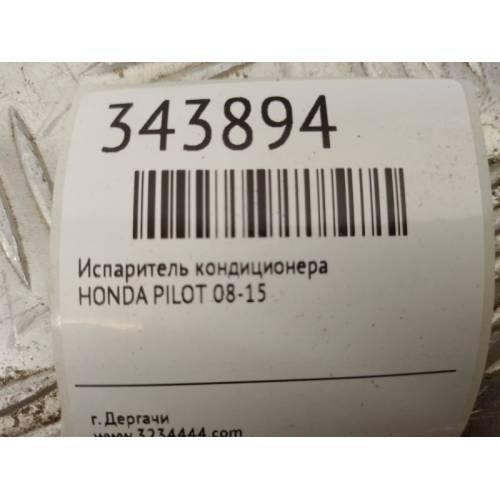 343894
Испаритель кондиционера
HONDA PILOT 08-15
г. Дергачи
www.3234444.com